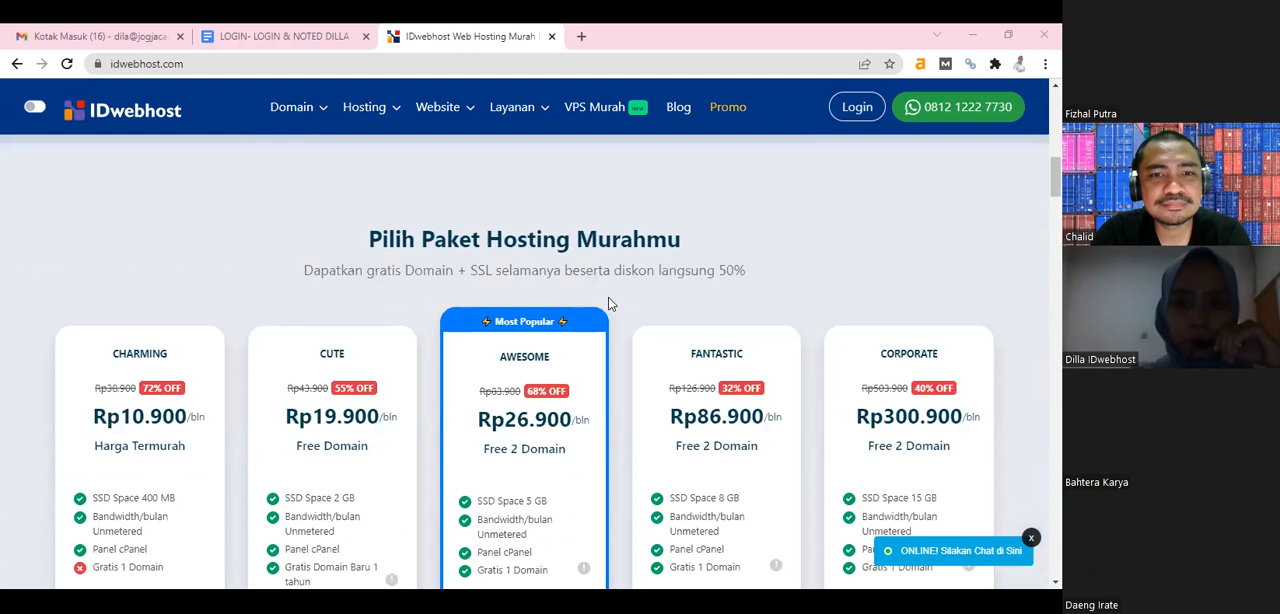 Kotak Masuk (16) - dila@jogjaca
LOGIN- LOGIN & NOTED DILLA
IDwebhost Web Hosting Murah
idwebhost.com
IDwebhost
Domain
Hosting
Website
Layanan
VPS Murah
Blog
Promo
Login
0812 1222 7730
Pilih Paket Hosting Murahmu
Dapatkan gratis Domain + SSL selamanya beserta diskon langsung 50%
CHARMING
Rp38.900 72% OFF
Rp10.900/bln
Harga Termurah
SSD Space 400 MB
Bandwidth/bulan
Unmetered
Panel cPanel
Gratis 1 Domain
CUTE
Rp43.900 55% OFF
Rp19.900/bln
Free Domain
SSD Space 2 GB
Bandwidth/bulan
Unmetered
Panel cPanel
Gratis Domain Baru 1
tahun
Most Popular
AWESOME
Rp83.900 68% OFF
Rp26.900/bln
Free 2 Domain
SSD Space 5 GB
Bandwidth/bulan
Unmetered
Panel cPanel
Gratis 1 Domain
FANTASTIC
Rp126.900 32% OFF
Rp86.900/bln
Free 2 Domain
SSD Space 8 GB
Bandwidth/bulan
Unmetered
Panel cPanel
Gratis 1 Domain
CORPORATE
Rp503.900 40% OFF
Rp300.900/bln
Free 2 Domain
SSD Space 15 GB
Bandwidth/bulan
Unmetered
ONLINE! Silakan Chat di Sini
x
Fizhal Putra
Chalid
Dilla IDwebhost
Bahtera Karya
Daeng Irate